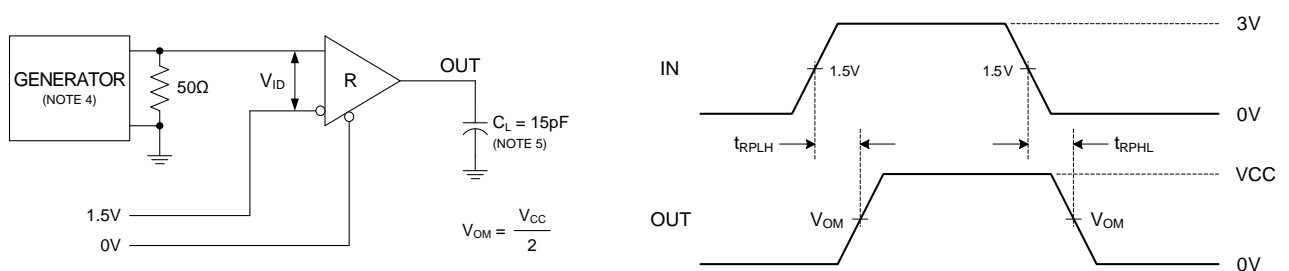 GENERATOR
(NOTE 4)
50Ω
V_ID
R
OUT
C_L = 15pF
(NOTE 5)
1.5V
0V
V_OM = V_CC / 2
IN
1.5V
1.5V
3V
0V
t_RPLH
t_RPHL
VCC
OUT
V_OM
V_OM
0V